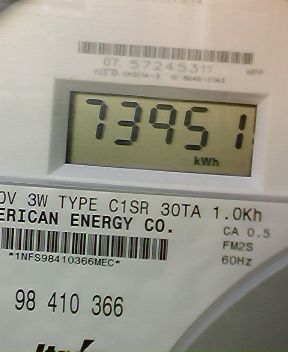 07 57245311
73951
kWh
0V 3W TYPE C1SR 30TA 1.0Kh
ERICAN ENERGY CO.
CA 0.5
FM2S
*1NFS98410366MEC*
60Hz
98 410 366